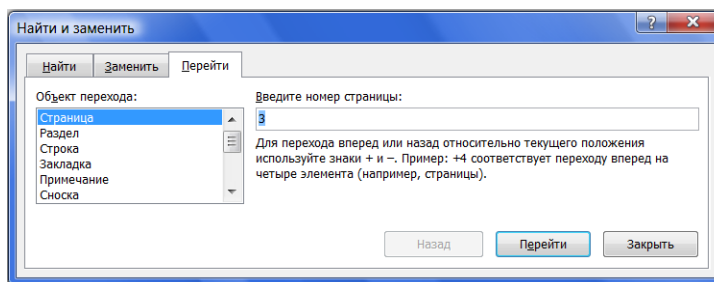 Найти и заменить
Найти Заменить Перейти
Объект перехода:
Страница
Раздел
Строка
Закладка
Примечание
Сноска
Введите номер страницы:
3
Для перехода вперед или назад относительно текущего положения
используйте знаки + и –. Пример: +4 соответствует переходу вперед на
четыре элемента (например, страницы).
Назад Перейти Закрыть